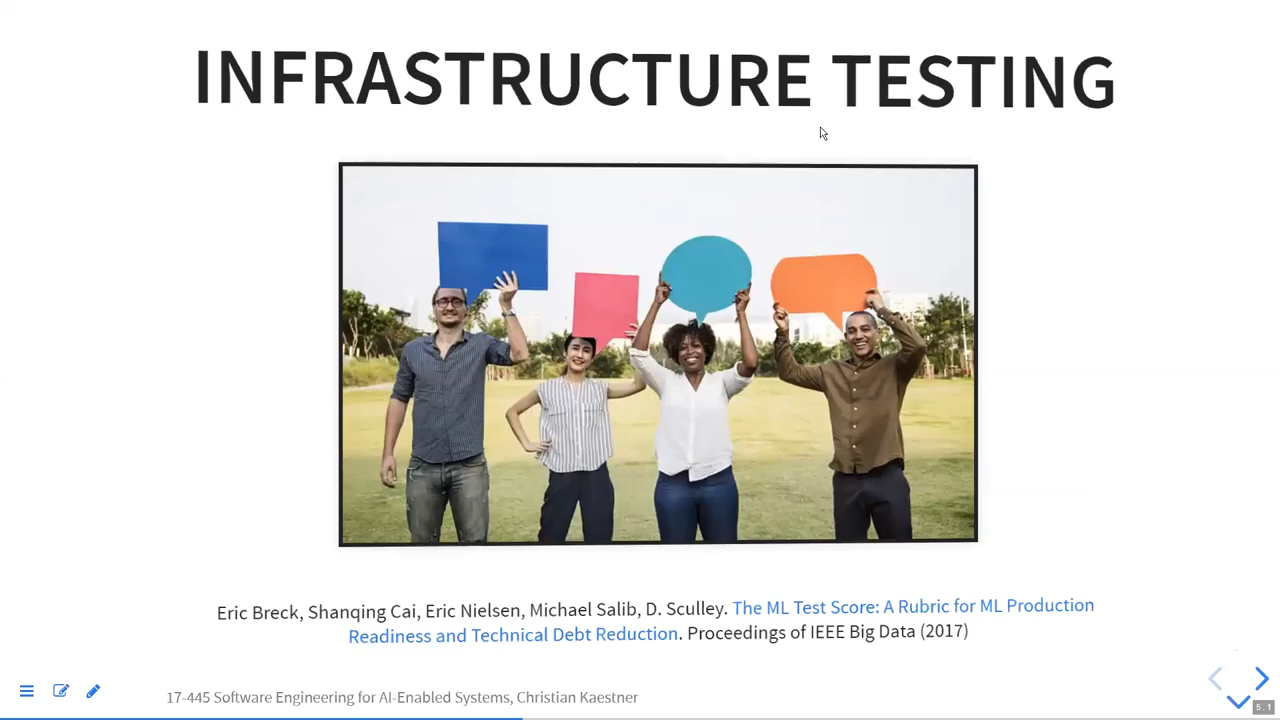 INFRASTRUCTURE TESTING
Eric Breck, Shanqing Cai, Eric Nielsen, Michael Salib, D. Sculley. The ML Test Score: A Rubric for ML Production
Readiness and Technical Debt Reduction. Proceedings of IEEE Big Data (2017)
17-445 Software Engineering for AI-Enabled Systems, Christian Kaestner
5.1